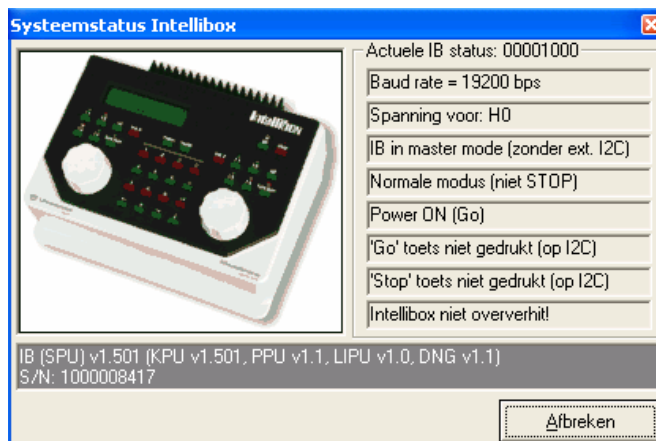 Systeemstatus Intellibox
Intellibox
Actuele IB status: 00001000
Baud rate = 19200 bps
Spanning voor: H0
IB in master mode (zonder ext. I2C)
Normale modus (niet STOP)
Power ON (Go)
'Go' toets niet gedrukt (op I2C)
'Stop' toets niet gedrukt (op I2C)
Intellibox niet oververhit!
IB (SPU) v1.501 (KPU v1.501, PPU v1.1, LIPU v1.0, DNG v1.1)
S/N: 1000008417
Afbreken